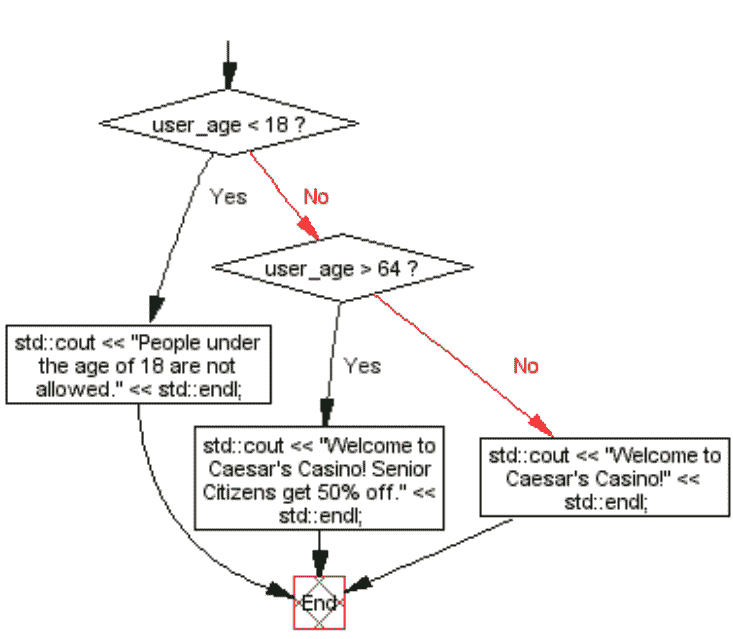 user_age < 18 ?
Yes
No
user_age > 64 ?
std::cout << "People under
the age of 18 are not
allowed." << std::endl;
Yes
No
std::cout << "Welcome to
Caesar's Casino! Senior
Citizens get 50% off." <<
std::endl;
std::cout << "Welcome to
Caesar's Casino!" <<
std::endl;
End